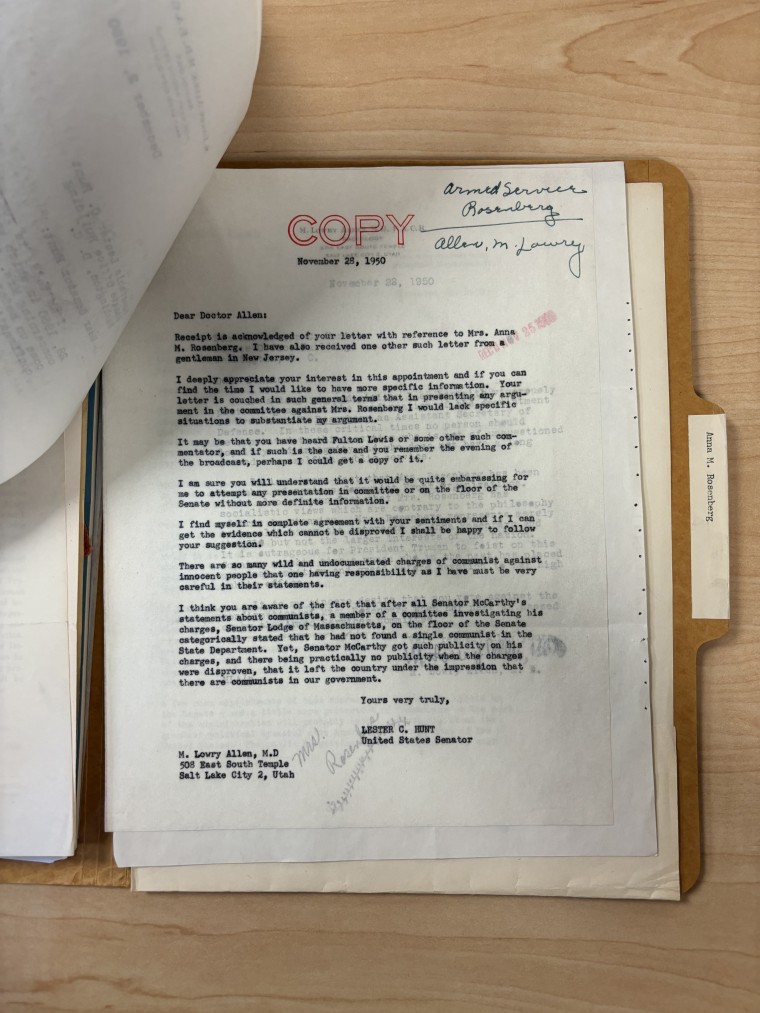 Armed Services
Rosenberg
Allen, M. Lowry
COPY
November 28, 1950
November 28, 1950
Dear Doctor Allen:
Receipt is acknowledged of your letter with reference to Mrs. Anna
M. Rosenberg. I have also received one other such letter from a
gentleman in New Jersey.
I deeply appreciate your interest in this appointment and if you can
find the time I would like to have more specific information. Your
letter is couched in such general terms that in presenting any argu-
ment in the committee against Mrs. Rosenberg I would lack specific
situations to substantiate my argument.
It may be that you have heard Fulton Lewis or some other such com-
mentator, and if such is the case and you remember the evening of
the broadcast, perhaps I could get a copy of it.
I am sure you will understand that it would be quite embarassing for
me to attempt any presentation in committee or on the floor of the
Senate without more definite information.
I find myself in complete agreement with your sentiments and if I can
get the evidence which cannot be disproved I shall be happy to follow
your suggestion.
There are so many wild and undocumentated charges of communist against
innocent people that one having responsibility as I have must be very
careful in their statements.
I think you are aware of the fact that after all Senator McCarthy's
statements about communists, a member of a committee investigating his
charges, Senator Lodge of Massachusetts, on the floor of the Senate
categorically stated that he had not found a single communist in the
State Department. Yet, Senator McCarthy got such publicity on his
charges, and there being practically no publicity when the charges
were disproven, that it left the country under the impression that
there are communists in our government.
Yours very truly,
LESTER C. HUNT
United States Senator
M. Lowry Allen, M.D
508 East South Temple
Salt Lake City 2, Utah
Mrs.
Anna M. Rosenberg